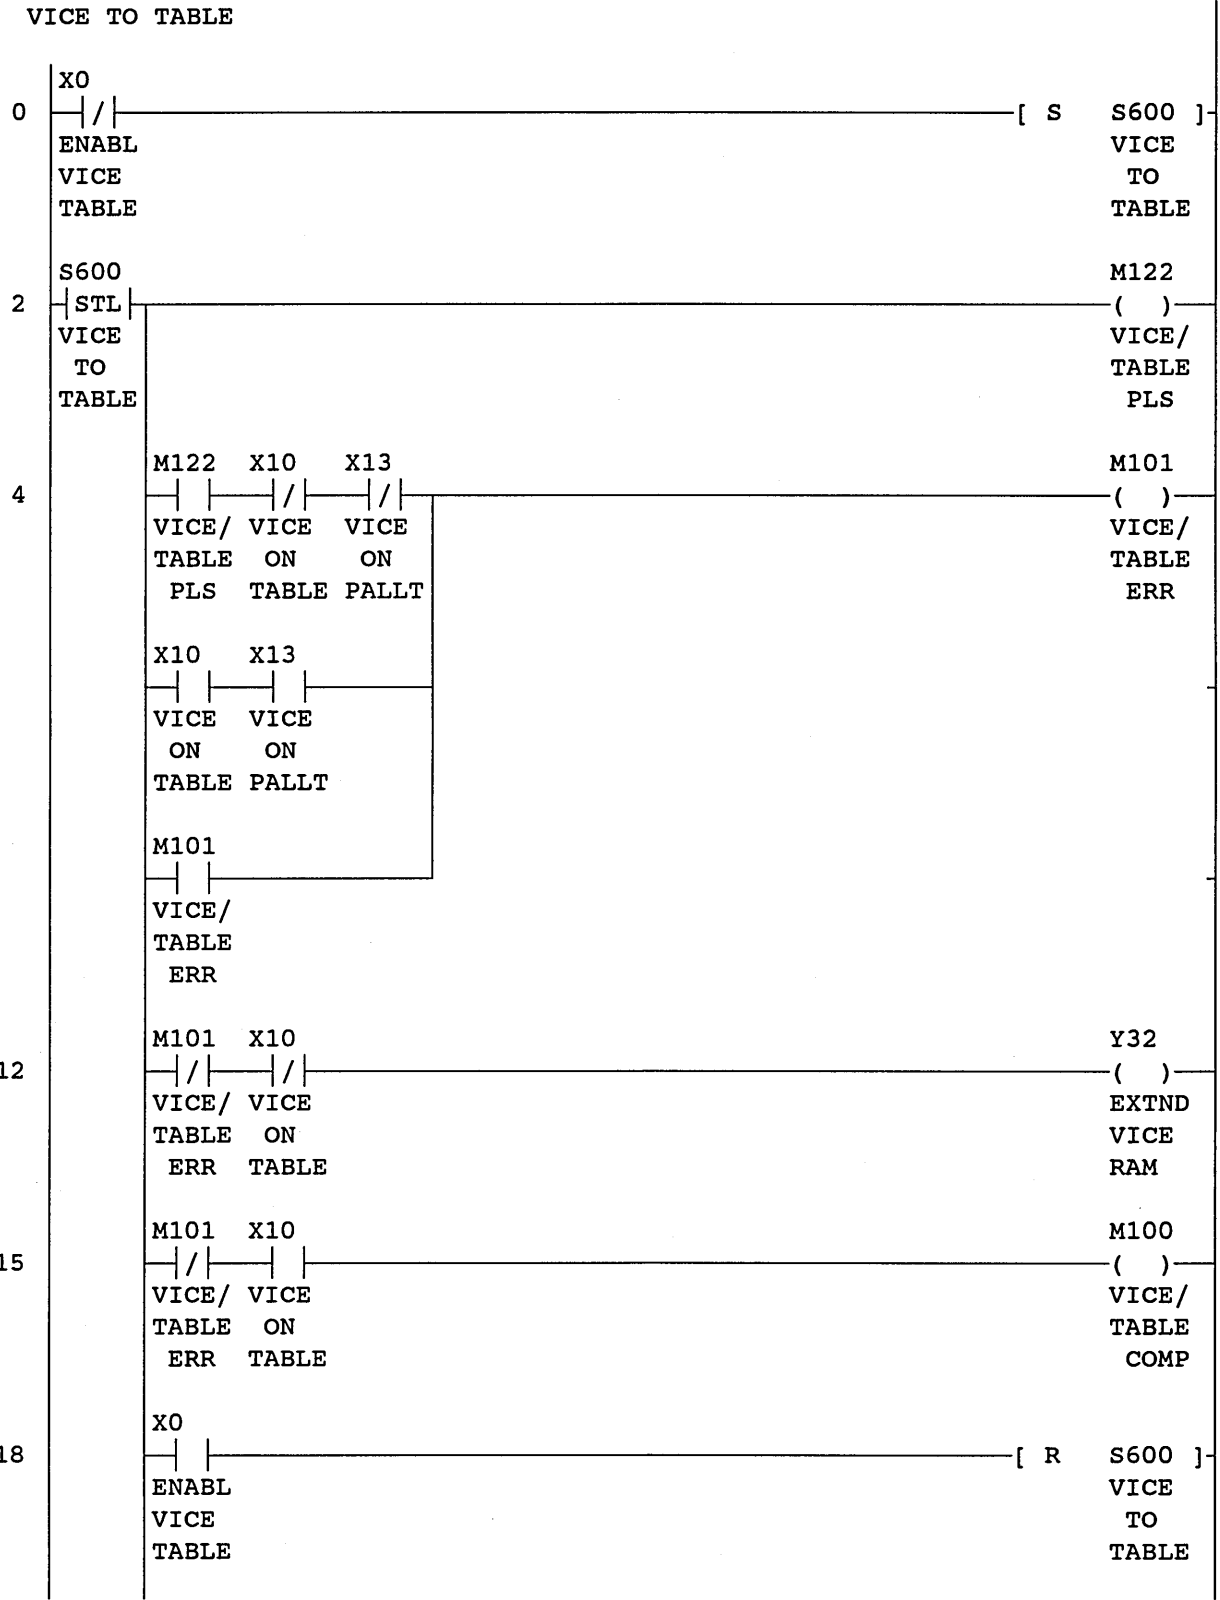 VICE TO TABLE
X0
0 / [ S S600 ]
ENABL VICE
VICE TO
TABLE TABLE
S600 M122
2 STL ( )
VICE VICE/
TO TABLE
TABLE PLS
M122 X10 X13 M101
4 / / ( )
VICE/ VICE VICE VICE/
TABLE ON ON TABLE
PLS TABLE PALLT ERR
X10 X13
VICE VICE
ON ON
TABLE PALLT
M101
VICE/
TABLE
ERR
M101 X10 Y32
12 / / ( )
VICE/ VICE EXTND
TABLE ON VICE
ERR TABLE RAM
M101 X10 M100
15 / ( )
VICE/ VICE VICE/
TABLE ON TABLE
ERR TABLE COMP
X0
18 [ R S600 ]
ENABL VICE
VICE TO
TABLE TABLE